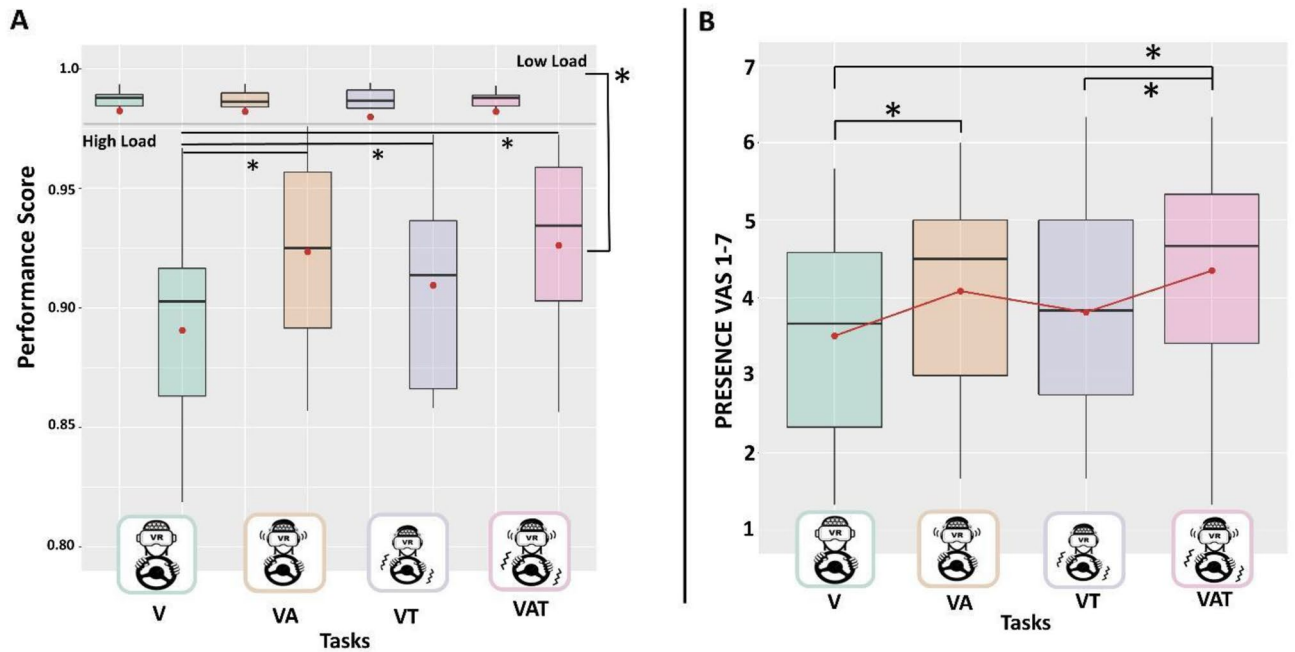 A
Performance Score
1.0
0.95
0.90
0.85
0.80
Low Load
*
High Load
*
*
*
VR
VR
VR
VR
V
VA
VT
VAT
Tasks
B
PRESENCE VAS 1-7
7
6
5
4
3
2
1
*
*
*
VR
VR
VR
VR
V
VA
VT
VAT
Tasks